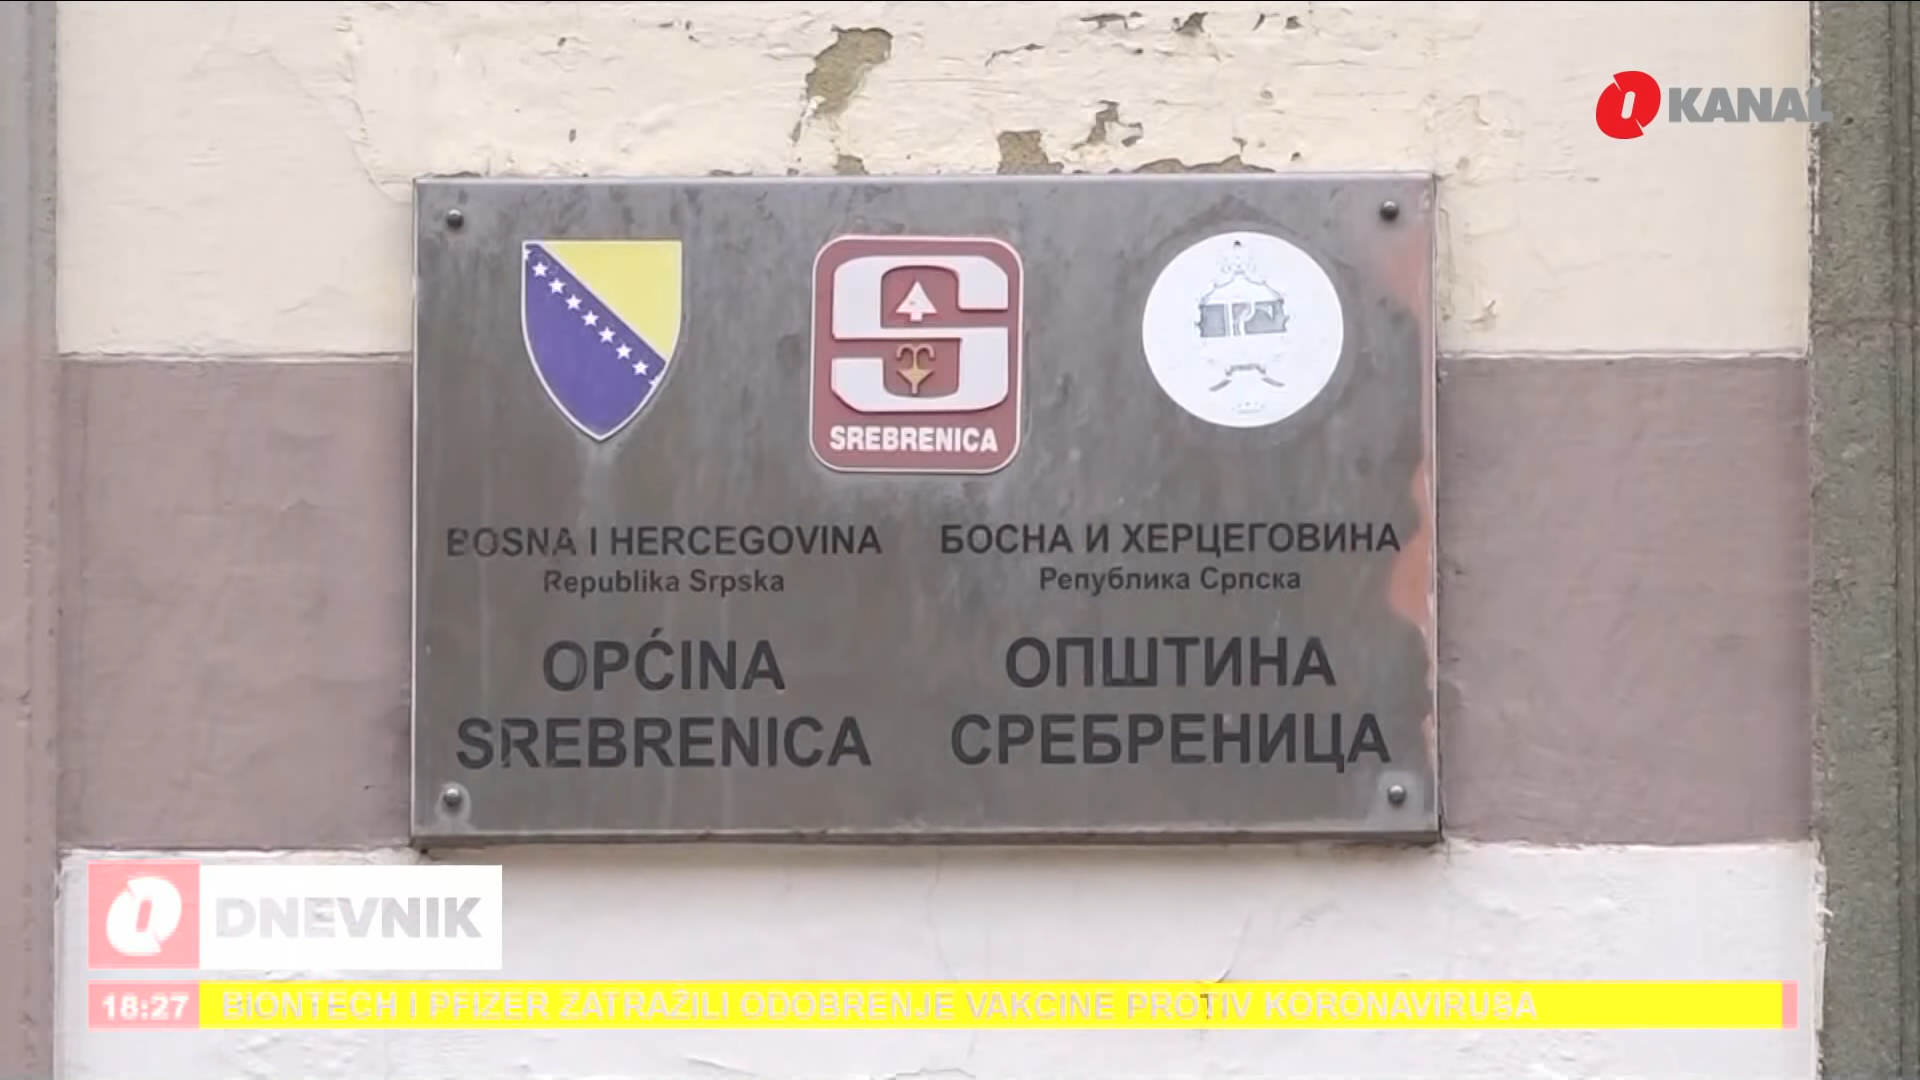 O KANAL
SREBRENICA
BOSNA I HERCEGOVINA
Republika Srpska
OPĆINA
SREBRENICA
БОСНА И ХЕРЦЕГОВИНА
Република Српска
ОПШТИНА
СРЕБРЕНИЦА
DNEVNIK
18:27 BIONTECH I PFIZER ZATRAŽILI ODOBRENJE VAKCINE PROTIV KORONAVIRUSA